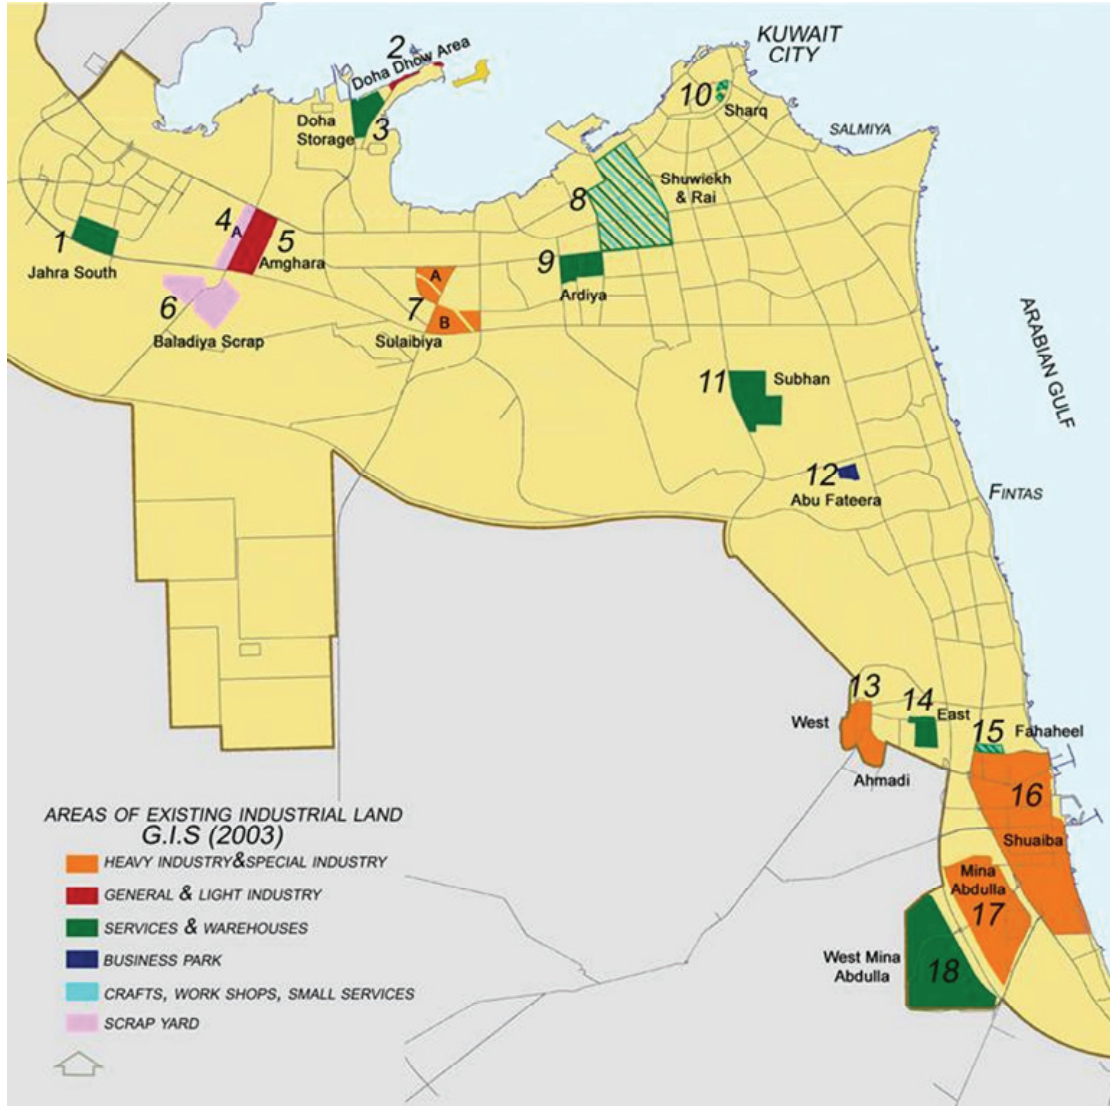 KUWAIT
CITY
2
Doha Dhow Area
10
Sharq
Doha
Storage
3
SALMIYA
8
Shuwiekh
& Rai
4
A
5
Amghara
1
Jahra South
9
Ardiya
6
Baladiya Scrap
7
A
B
Sulaibiya
ARABIAN GULF
11
Subhan
12
Abu Fateera
FINTAS
13
West
Ahmadi
14
East
15
Fahaheel
16
Shuaiba
Mina
Abdulla
17
West Mina
Abdulla
18
AREAS OF EXISTING INDUSTRIAL LAND
G.I.S (2003)
HEAVY INDUSTRY&SPECIAL INDUSTRY
GENERAL & LIGHT INDUSTRY
SERVICES & WAREHOUSES
BUSINESS PARK
CRAFTS, WORK SHOPS, SMALL SERVICES
SCRAP YARD